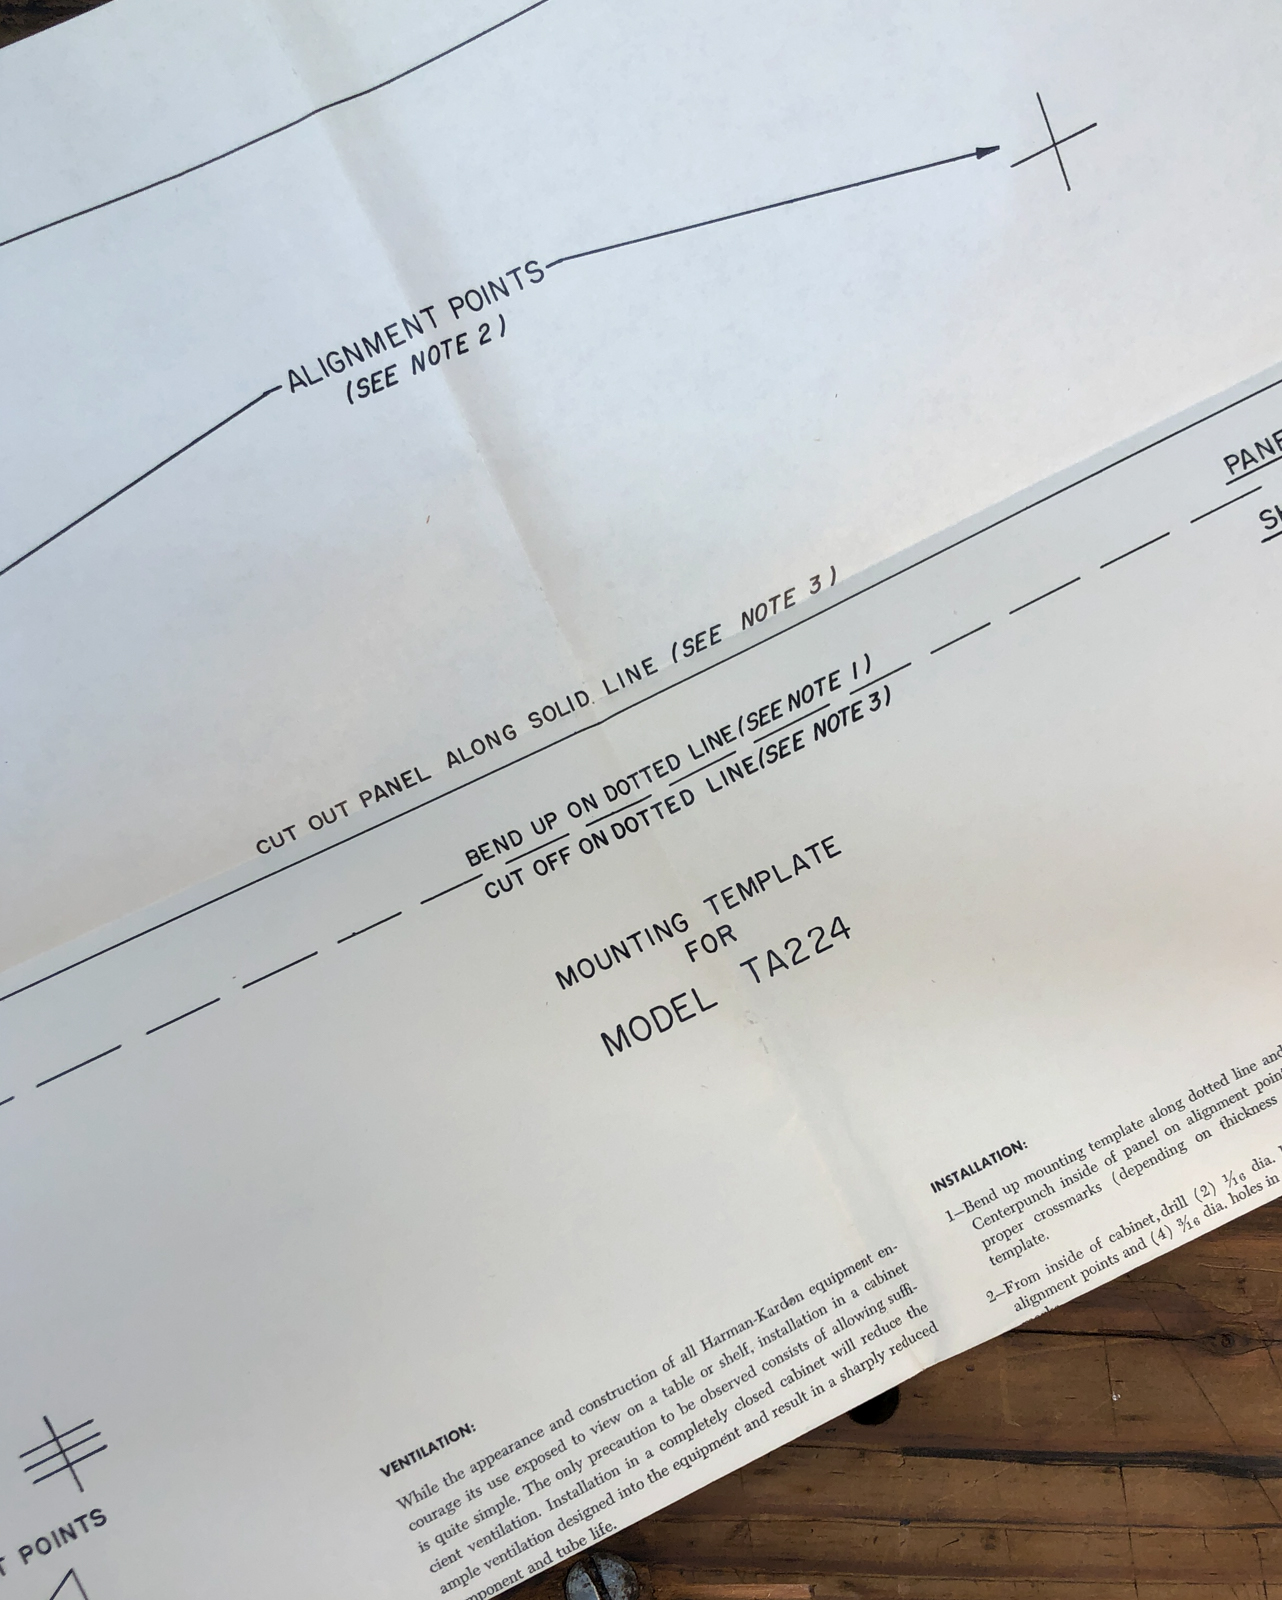 ALIGNMENT POINTS
(SEE NOTE 2)
CUT OUT PANEL ALONG SOLID LINE (SEE NOTE 3)
BEND UP ON DOTTED LINE (SEE NOTE 1)
CUT OFF ON DOTTED LINE (SEE NOTE 3)
MOUNTING TEMPLATE
FOR
MODEL TA224
POINTS
VENTILATION:
While the appearance and construction of all Harman-Kardon equipment en-
courage its use exposed to view on a table or shelf, installation in a cabinet
is quite simple. The only precaution to be observed consists of allowing suffi-
cient ventilation. Installation in a completely closed cabinet will reduce the
ample ventilation designed into the equipment and result in a sharply reduced
and tube life.
INSTALLATION:
1—Bend up mounting template along dotted line and
Centerpunch inside of panel on alignment
proper crossmarks (depending on thickness
template.
2—From inside of cabinet, drill (2) 1/16 dia.
alignment points and (4) 3/16 dia. holes in